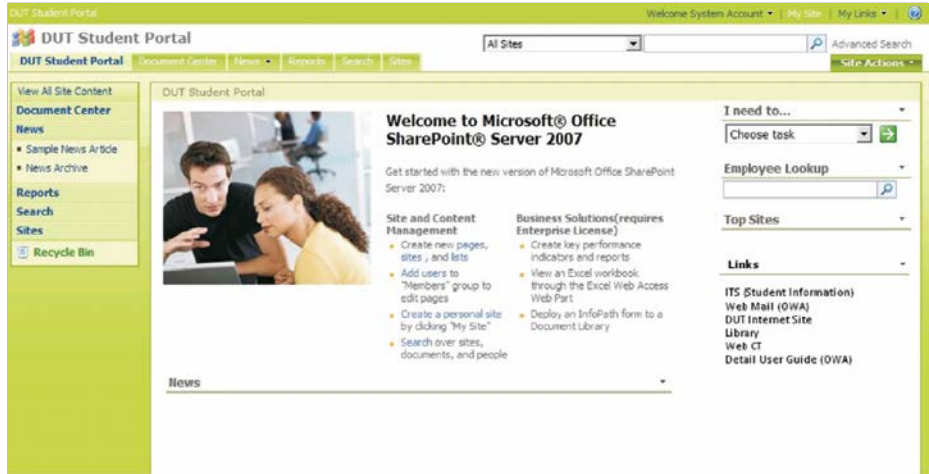 DUT Student Portal
Welcome System Account | My Site | My Links
DUT Student Portal
All Sites
Advanced Search
DUT Student Portal Document Center News Reports Search Sites
Site Actions
View All Site Content
Document Center
News
Sample News Article
News Archive
Reports
Search
Sites
Recycle Bin
DUT Student Portal
Welcome to Microsoft® Office
SharePoint® Server 2007
Get started with the new version of Microsoft Office SharePoint
Server 2007:
Site and Content
Management
Create new pages,
sites , and lists
Add users to
"Members" group to
edit pages
Create a personal site
by clicking "My Site"
Search over sites,
documents, and people
Business Solutions(requires
Enterprise License)
Create key performance
indicators and reports
View an Excel workbook
through the Excel Web Access
Web Part
Deploy an InfoPath form to a
Document Library
News
I need to...
Choose task
Employee Lookup
Top Sites
Links
ITS (Student Information)
Web Mail (OWA)
DUT Internet Site
Library
Web CT
Detail User Guide (OWA)